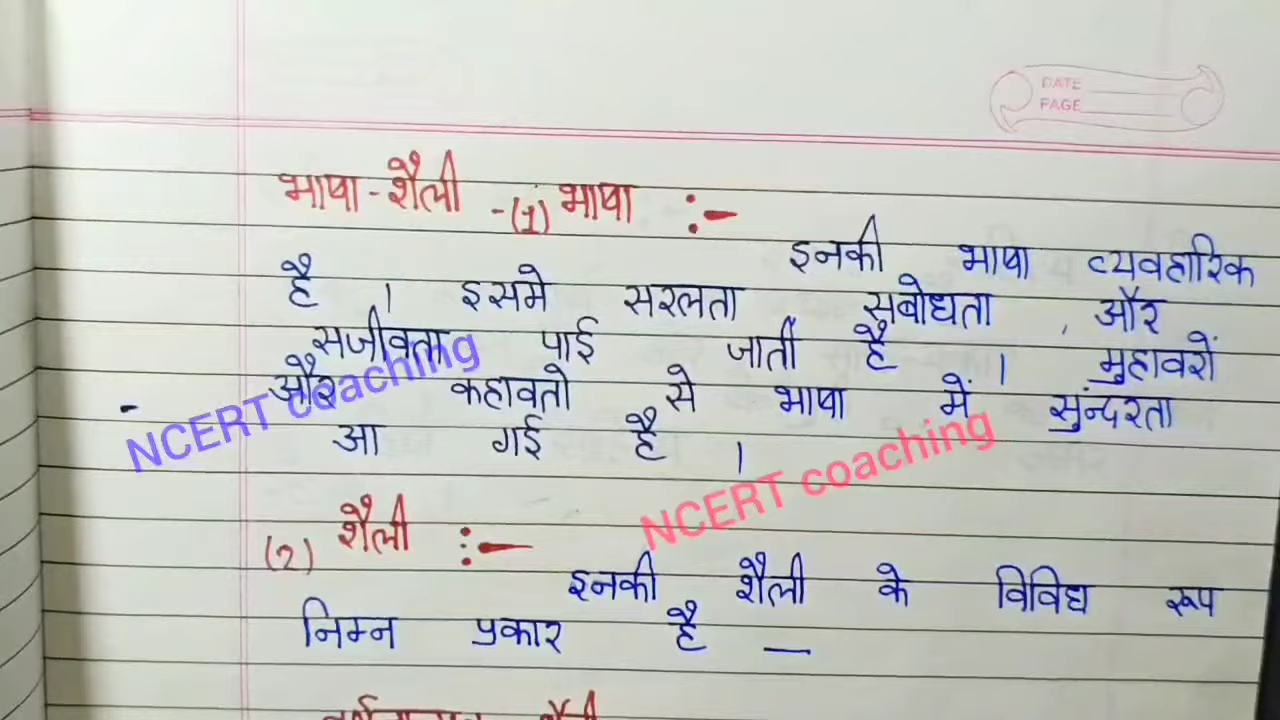 DATE
PAGE
भाषा-शैली -(1) भाषा :-
इनकी भाषा व्यवहारिक
है । इसमे सरलता सबोधता , और
सजीवता पाई जाती है । मुहावरों
और कहावतो से भाषा में सुंन्दरता
आ गई है ।
NCERT coaching
NCERT coaching
(2) शैली :-
इनकी शैली के विविध रूप
निम्न प्रकार है —
शैली